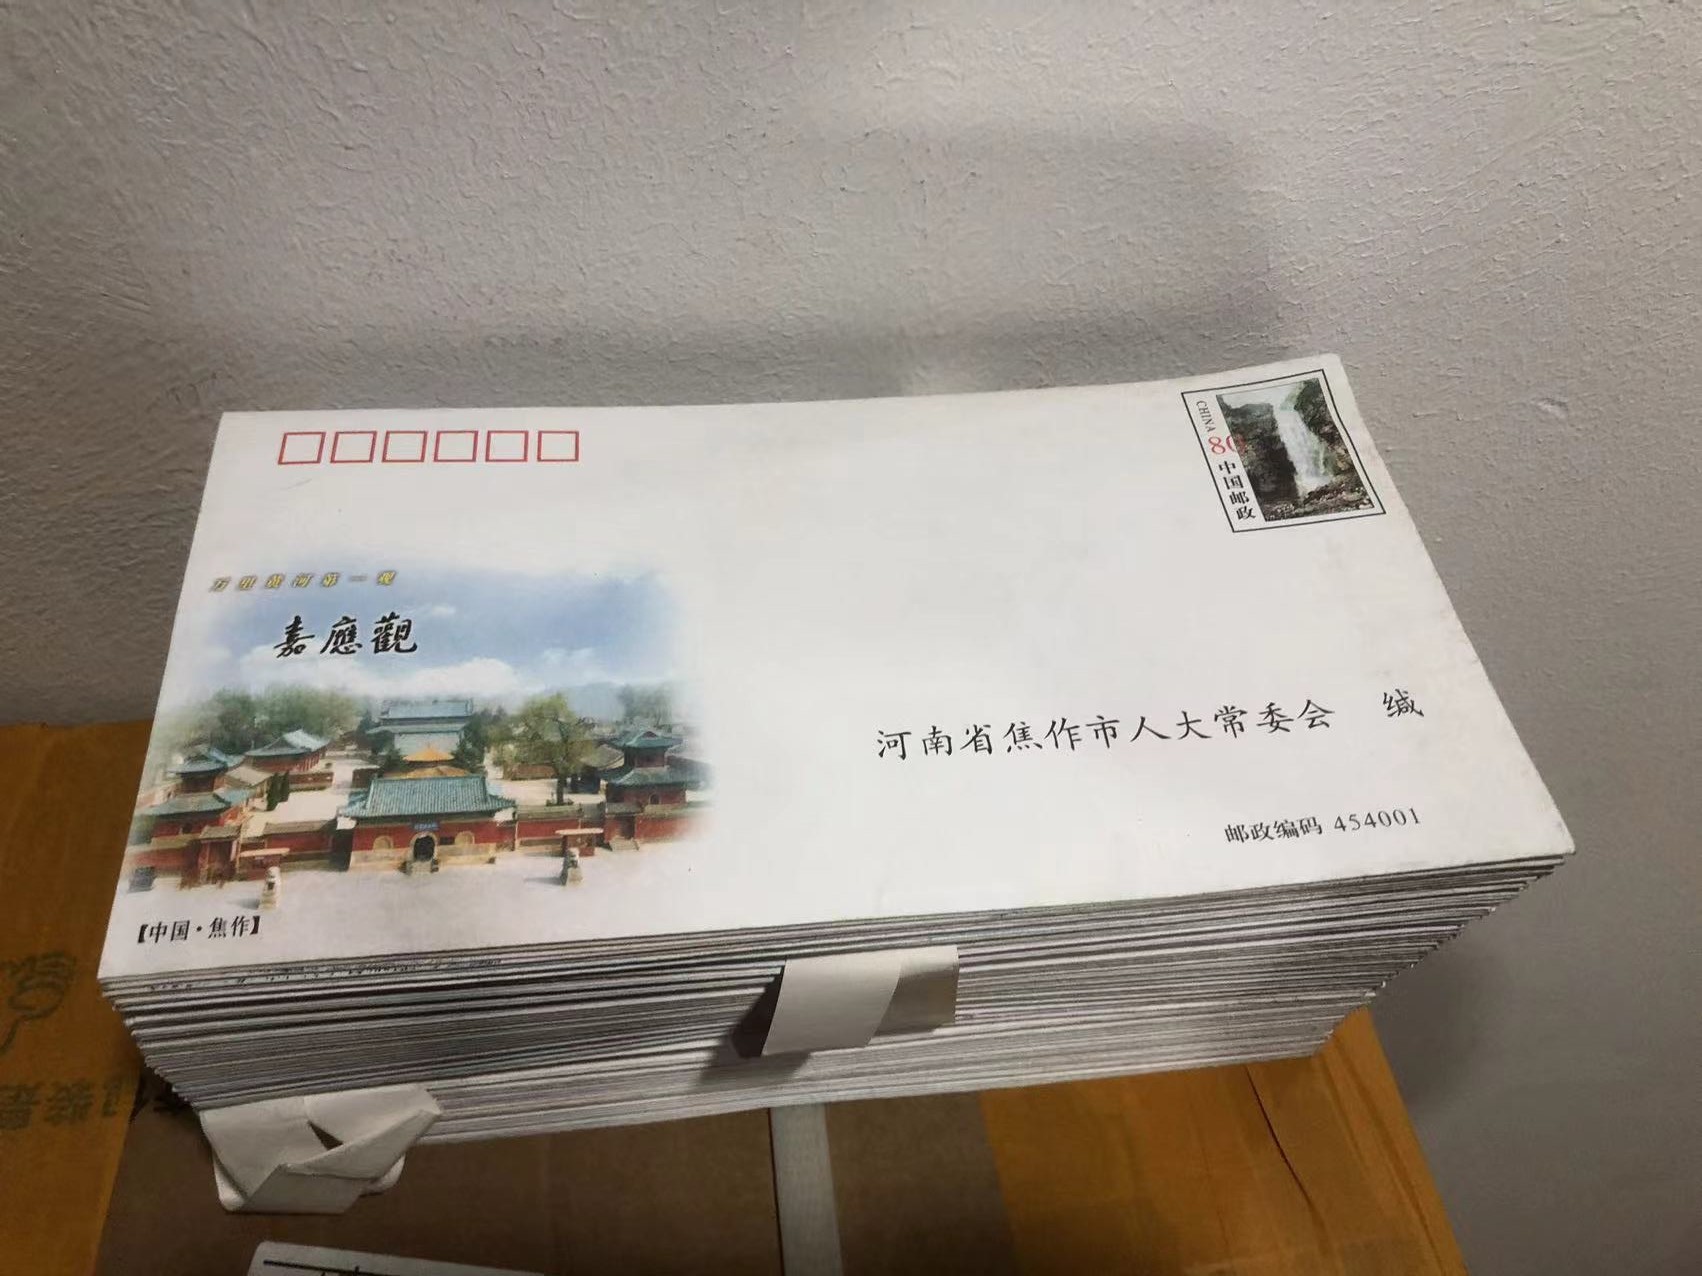 CHINA
80
中国邮政
万里黄河第一观
嘉應觀
河南省焦作市人大常委会 缄
邮政编码 454001
【中国·焦作】